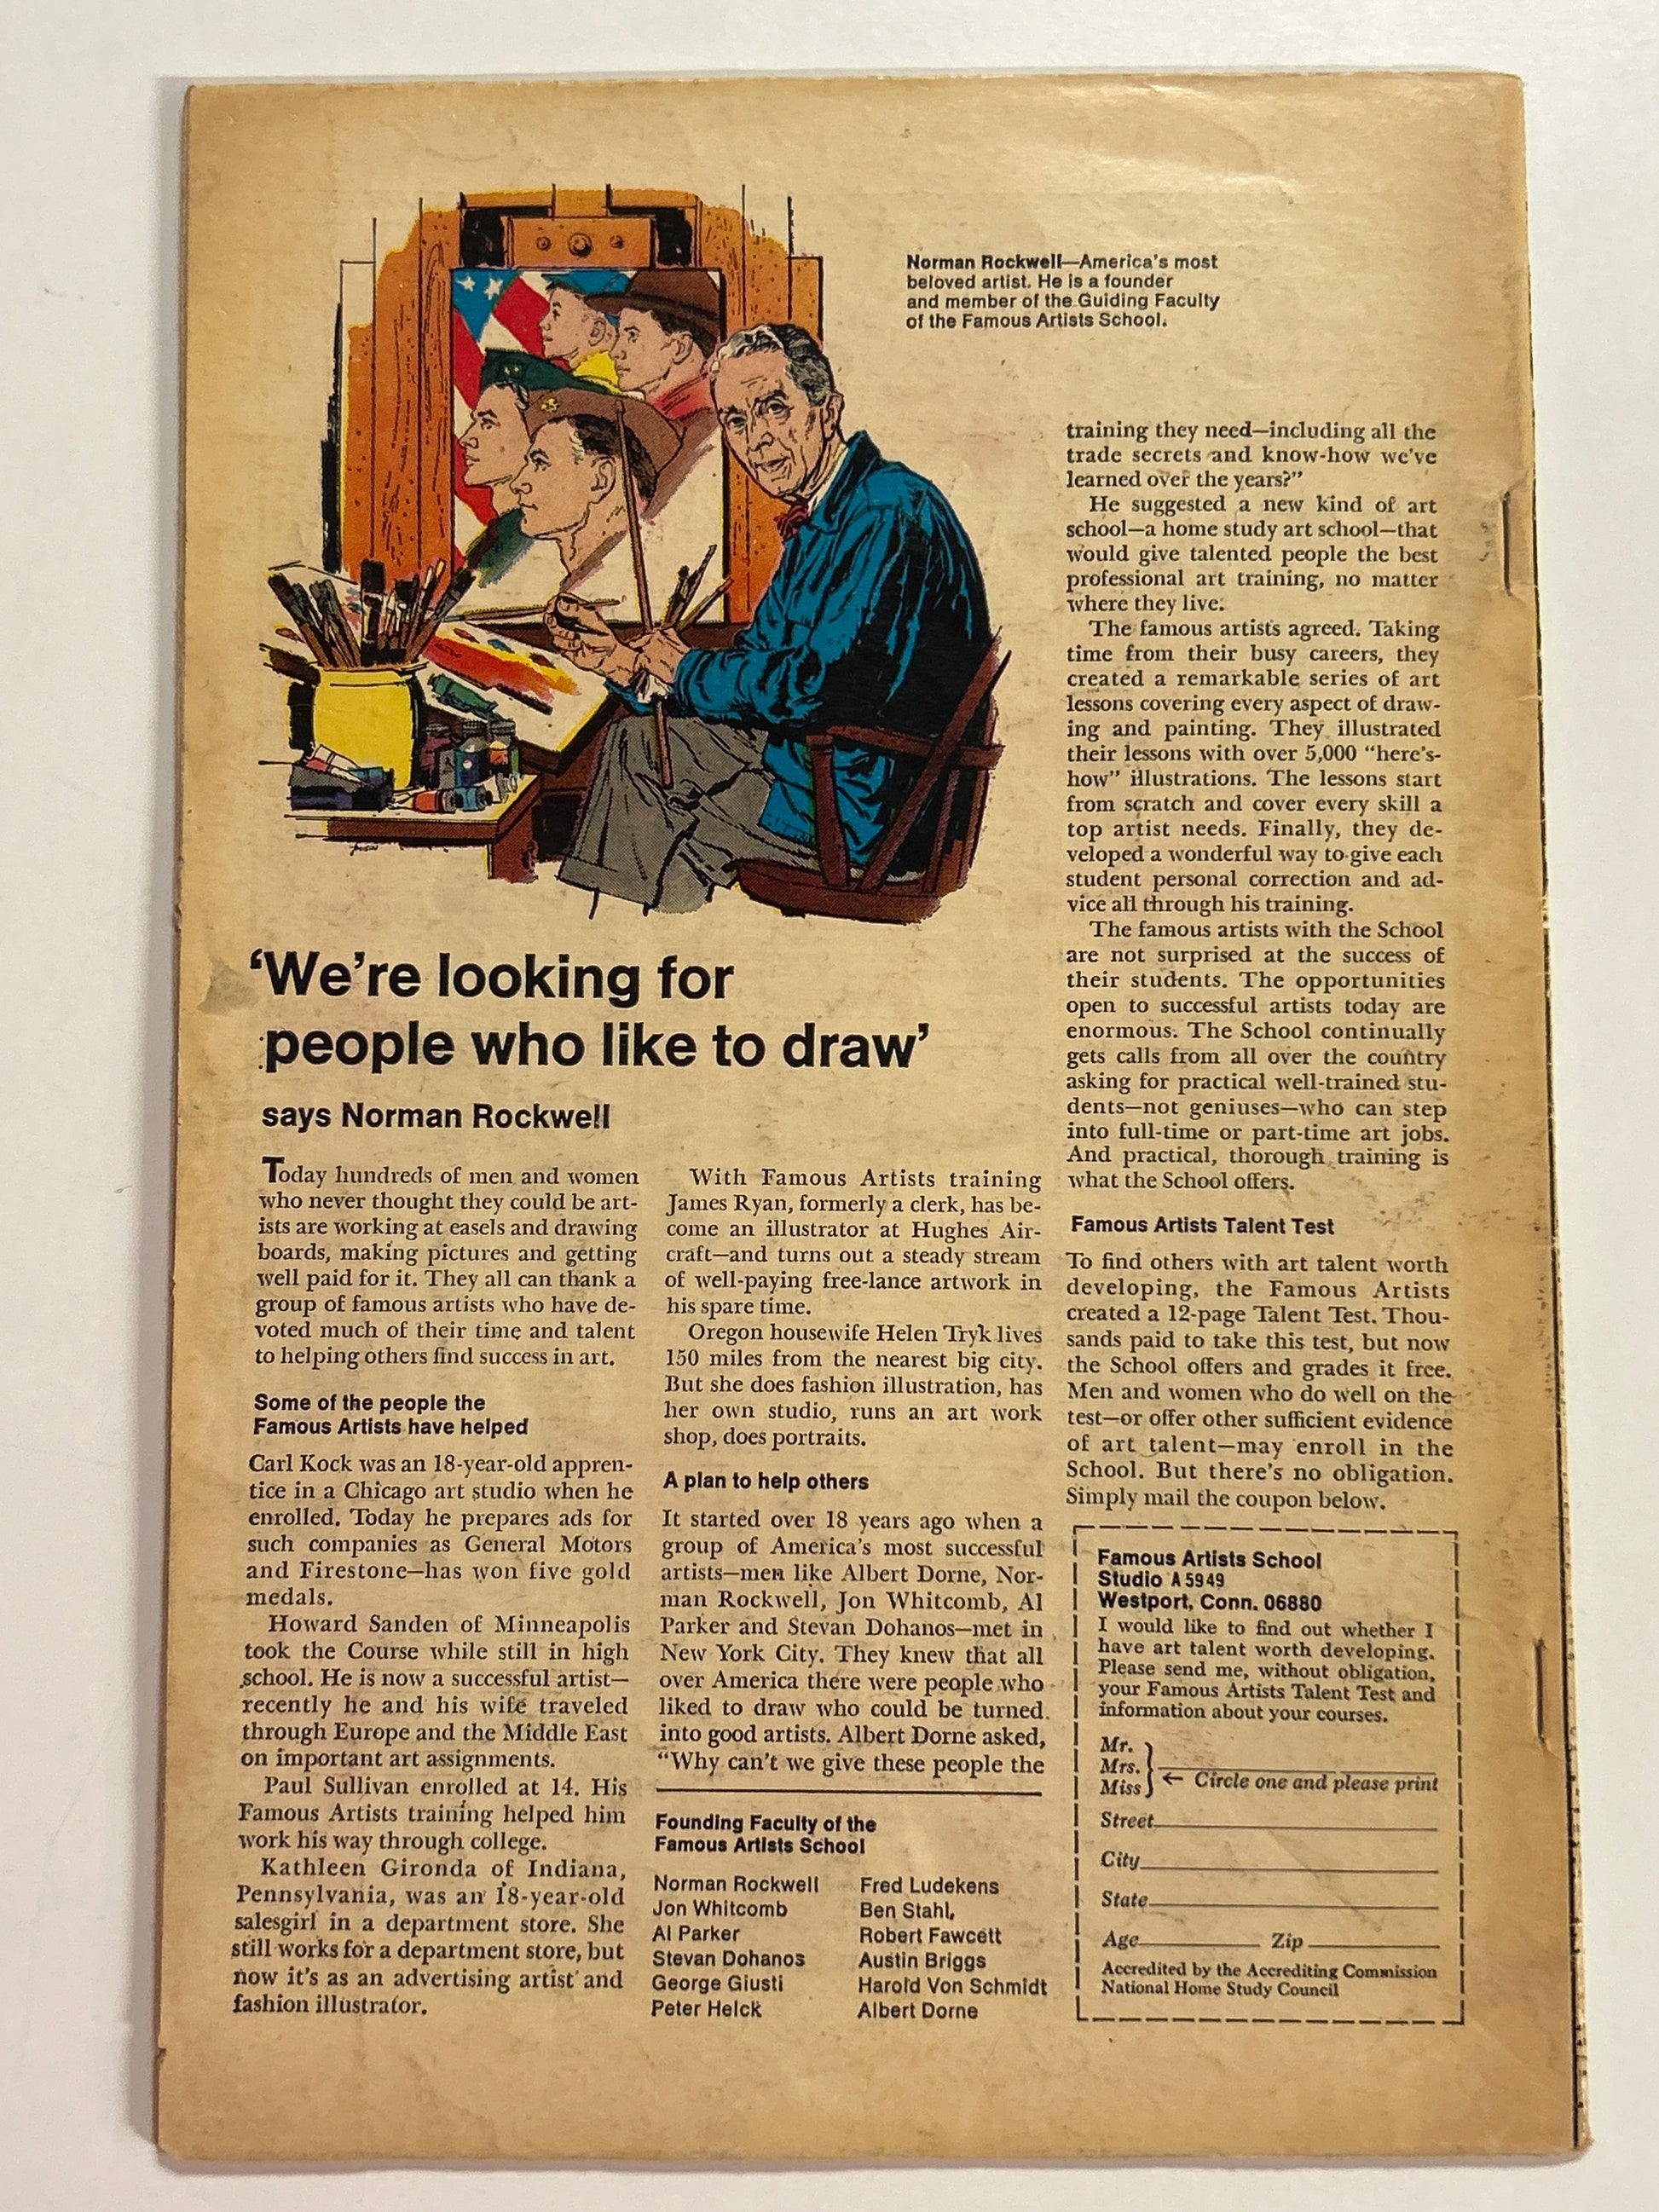 Norman Rockwell—America's most
beloved artist. He is a founder
and member of the Guiding Faculty
of the Famous Artists School.
'We're looking for
people who like to draw'
says Norman Rockwell
Today hundreds of men and women
who never thought they could be art-
ists are working at easels and drawing
boards, making pictures and getting
well paid for it. They all can thank a
group of famous artists who have de-
voted much of their time and talent
to helping others find success in art.
Some of the people the
Famous Artists have helped
Carl Kock was an 18-year-old appren-
tice in a Chicago art studio when he
enrolled. Today he prepares ads for
such companies as General Motors
and Firestone—has won five gold
medals.
Howard Sanden of Minneapolis
took the Course while still in high
school. He is now a successful artist—
recently he and his wife traveled
through Europe and the Middle East
on important art assignments.
Paul Sullivan enrolled at 14. His
Famous Artists training helped him
work his way through college.
Kathleen Gironda of Indiana,
Pennsylvania, was an 18-year-old
salesgirl in a department store. She
still works for a department store, but
now it's as an advertising artist and
fashion illustrator.
With Famous Artists training
James Ryan, formerly a clerk, has be-
come an illustrator at Hughes Air-
craft—and turns out a steady stream
of well-paying free-lance artwork in
his spare time.
Oregon housewife Helen Tryk lives
150 miles from the nearest big city.
But she does fashion illustration, has
her own studio, runs an art work
shop, does portraits.
A plan to help others
It started over 18 years ago when a
group of America's most successful
artists—men like Albert Dorne, Nor-
man Rockwell, Jon Whitcomb, Al
Parker and Stevan Dohanos—met in
New York City. They knew that all
over America there were people who
liked to draw who could be turned
into good artists. Albert Dorne asked,
"Why can't we give these people the
Founding Faculty of the
Famous Artists School
Norman Rockwell
Jon Whitcomb
Al Parker
Stevan Dohanos
George Giusti
Peter Helck
Fred Ludekens
Ben Stahl
Robert Fawcett
Austin Briggs
Harold Von Schmidt
Albert Dorne
training they need—including all the
trade secrets and know-how we've
learned over the years?"
He suggested a new kind of art
school—a home study art school—that
would give talented people the best
professional art training, no matter
where they live.
The famous artists agreed. Taking
time from their busy careers, they
created a remarkable series of art
lessons covering every aspect of draw-
ing and painting. They illustrated
their lessons with over 5,000 "here's-
how" illustrations. The lessons start
from scratch and cover every skill a
top artist needs. Finally, they de-
veloped a wonderful way to give each
student personal correction and ad-
vice all through his training.
The famous artists with the School
are not surprised at the success of
their students. The opportunities
open to successful artists today are
enormous. The School continually
gets calls from all over the country
asking for practical well-trained stu-
dents—not geniuses—who can step
into full-time or part-time art jobs.
And practical, thorough training is
what the School offers.
Famous Artists Talent Test
To find others with art talent worth
developing, the Famous Artists
created a 12-page Talent Test. Thou-
sands paid to take this test, but now
the School offers and grades it free.
Men and women who do well on the
test—or offer other sufficient evidence
of art talent—may enroll in the
School. But there's no obligation.
Simply mail the coupon below.
Famous Artists School
Studio A5949
Westport, Conn. 06880
I would like to find out whether I
have art talent worth developing.
Please send me, without obligation,
your Famous Artists Talent Test and
information about your courses.
Mr.
Mrs.
Miss ← Circle one and please print
Street
City
State
Age Zip
Accredited by the Accrediting Commission
National Home Study Council